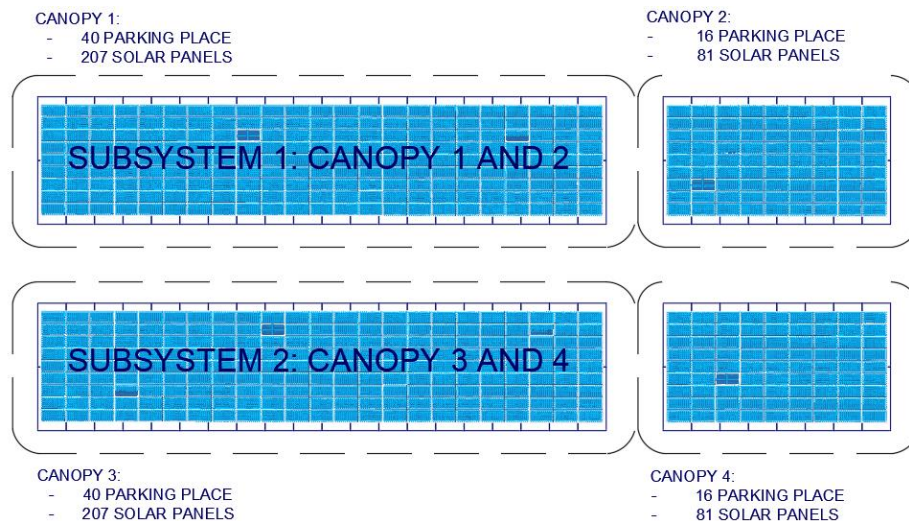 CANOPY 1:
- 40 PARKING PLACE
- 207 SOLAR PANELS
CANOPY 2:
- 16 PARKING PLACE
- 81 SOLAR PANELS
SUBSYSTEM 1: CANOPY 1 AND 2
SUBSYSTEM 2: CANOPY 3 AND 4
CANOPY 3:
- 40 PARKING PLACE
- 207 SOLAR PANELS
CANOPY 4:
- 16 PARKING PLACE
- 81 SOLAR PANELS